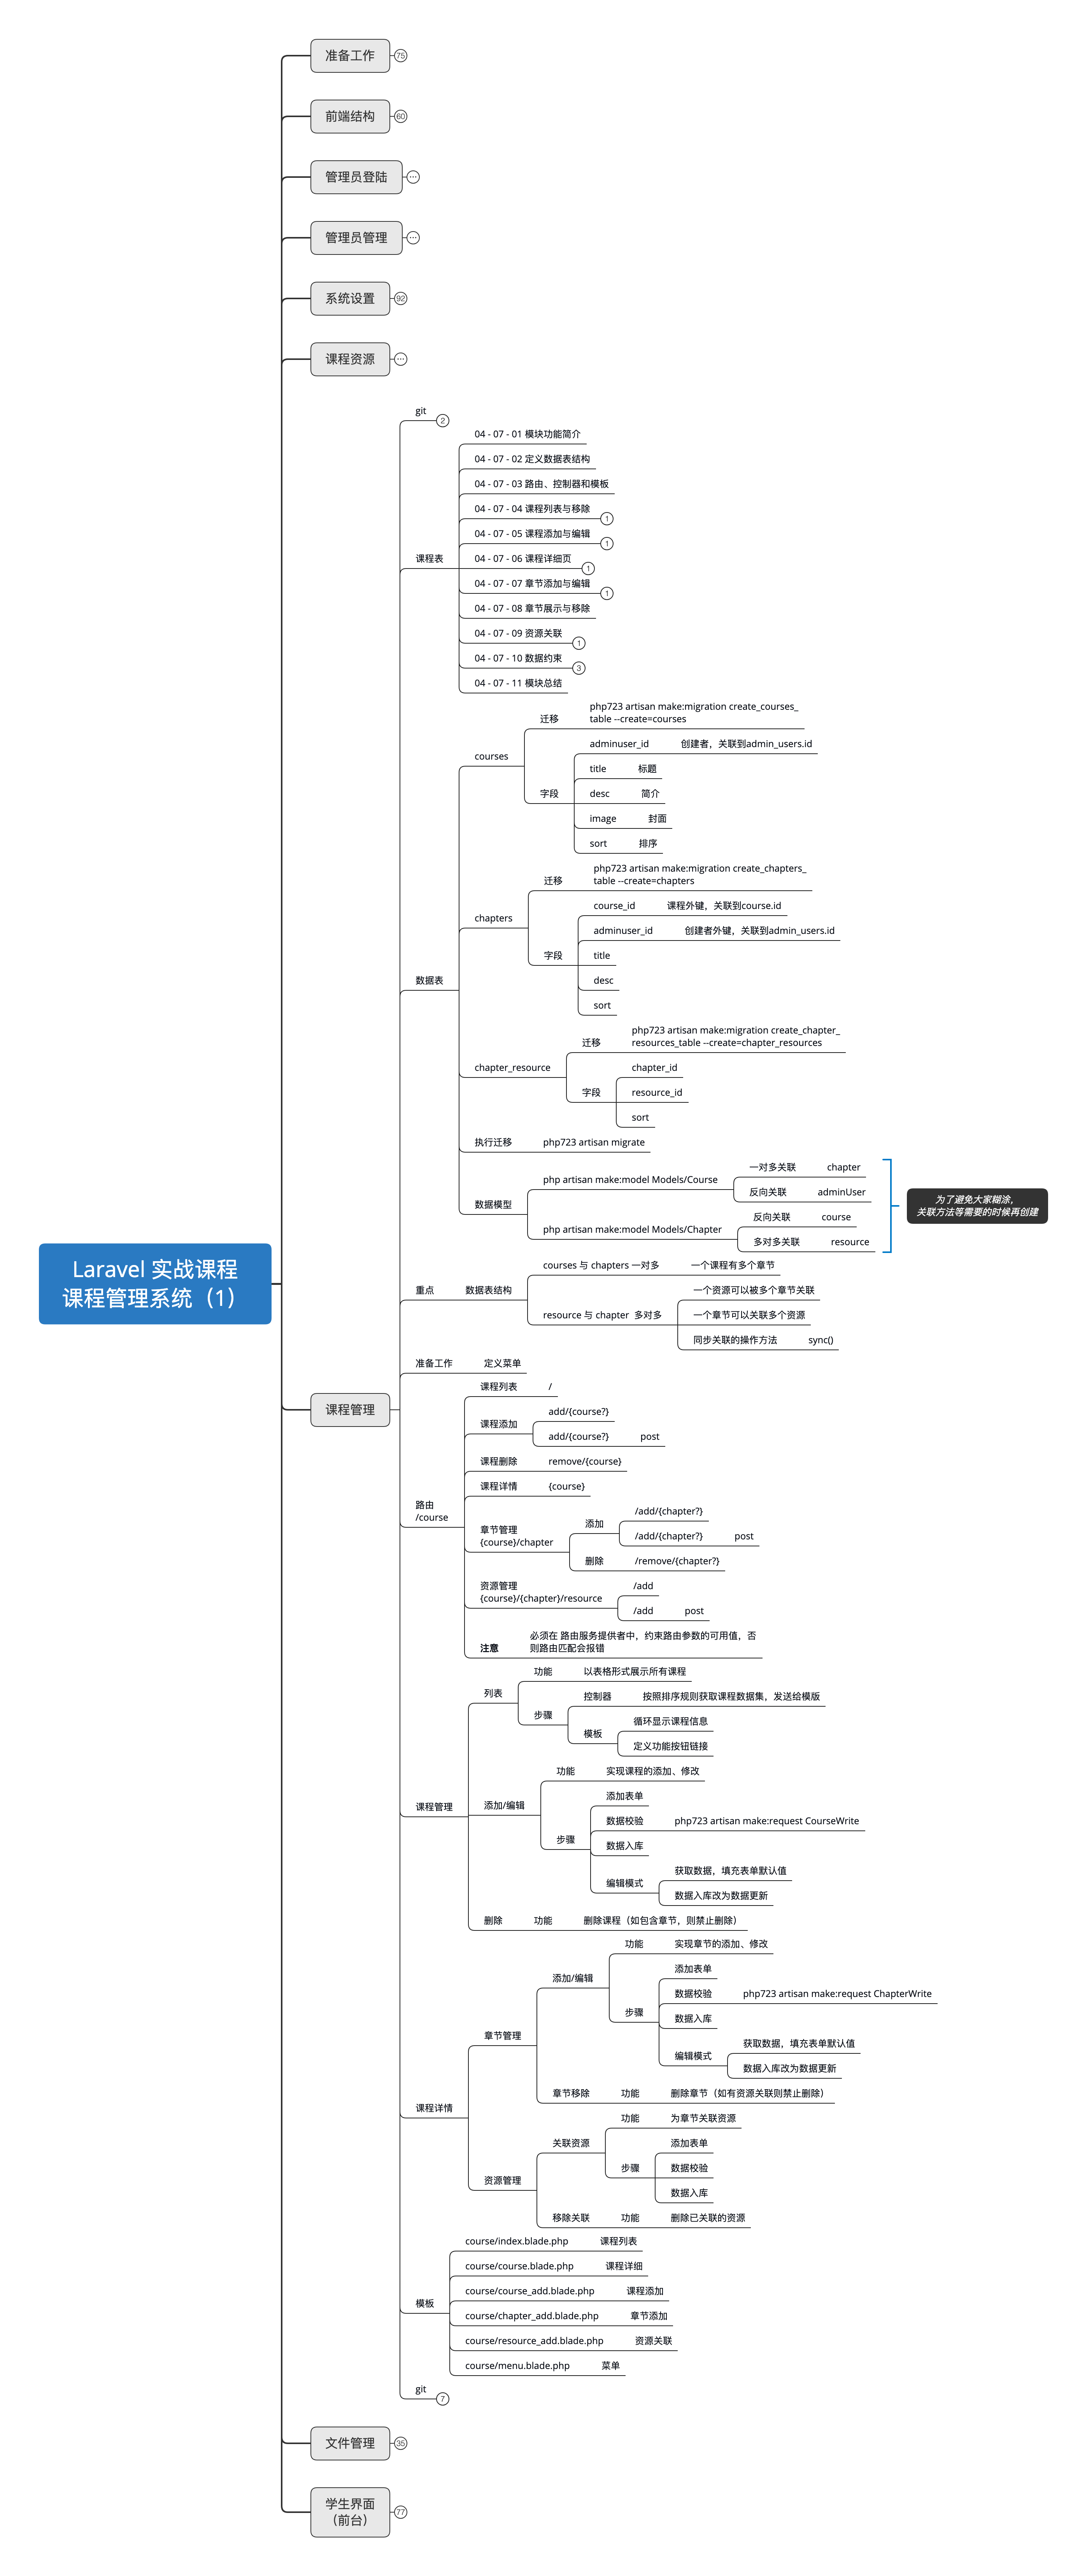 准备工作
75
前端结构
60
管理员登陆
管理员管理
系统设置
92
课程资源
git
2
04 - 07 - 01 模块功能简介
04 - 07 - 02 定义数据表结构
04 - 07 - 03 路由、控制器和模板
04 - 07 - 04 课程列表与移除
1
04 - 07 - 05 课程添加与编辑
1
课程表
04 - 07 - 06 课程详细页
1
04 - 07 - 07 章节添加与编辑
1
04 - 07 - 08 章节展示与移除
04 - 07 - 09 资源关联
1
04 - 07 - 10 数据约束
3
04 - 07 - 11 模块总结
数据表
courses
迁移
php723 artisan make:migration create_courses_
table --create=courses
字段
adminuser_id 创建者，关联到admin_users.id
title 标题
desc 简介
image 封面
sort 排序
chapters
迁移
php723 artisan make:migration create_chapters_
table --create=chapters
字段
course_id 课程外键，关联到course.id
adminuser_id 创建者外键，关联到admin_users.id
title
desc
sort
chapter_resource
迁移
php723 artisan make:migration create_chapter_
resources_table --create=chapter_resources
字段
chapter_id
resource_id
sort
执行迁移 php723 artisan migrate
数据模型
php artisan make:model Models/Course
一对多关联 chapter
反向关联 adminUser
php artisan make:model Models/Chapter
反向关联 course
多对多关联 resource
为了避免大家糊涂，
关联方法等需要的时候再创建
Laravel 实战课程
课程管理系统（1）
重点 数据表结构
courses 与 chapters 一对多 一个课程有多个章节
resource 与 chapter 多对多
一个资源可以被多个章节关联
一个章节可以关联多个资源
同步关联的操作方法 sync()
准备工作 定义菜单
课程管理
路由
/course
课程列表 /
课程添加
add/{course?}
add/{course?} post
课程删除 remove/{course}
课程详情 {course}
章节管理
{course}/chapter
添加
/add/{chapter?}
/add/{chapter?} post
删除 /remove/{chapter?}
资源管理
{course}/{chapter}/resource
/add
/add post
注意
必须在 路由服务提供者中，约束路由参数的可用值，否
则路由匹配会报错
课程管理
列表
功能 以表格形式展示所有课程
步骤
控制器 按照排序规则获取课程数据集，发送给模版
模板
循环显示课程信息
定义功能按钮链接
添加/编辑
功能 实现课程的添加、修改
步骤
添加表单
数据校验 php723 artisan make:request CourseWrite
数据入库
编辑模式
获取数据，填充表单默认值
数据入库改为数据更新
删除 功能 删除课程（如包含章节，则禁止删除）
课程详情
章节管理
添加/编辑
功能 实现章节的添加、修改
步骤
添加表单
数据校验 php723 artisan make:request ChapterWrite
数据入库
编辑模式
获取数据，填充表单默认值
数据入库改为数据更新
章节移除 功能 删除章节（如有资源关联则禁止删除）
资源管理
关联资源
功能 为章节关联资源
步骤
添加表单
数据校验
数据入库
移除关联 功能 删除已关联的资源
模板
course/index.blade.php 课程列表
course/course.blade.php 课程详细
course/course_add.blade.php 课程添加
course/chapter_add.blade.php 章节添加
course/resource_add.blade.php 资源关联
course/menu.blade.php 菜单
git
7
文件管理
35
学生界面
（前台）
77